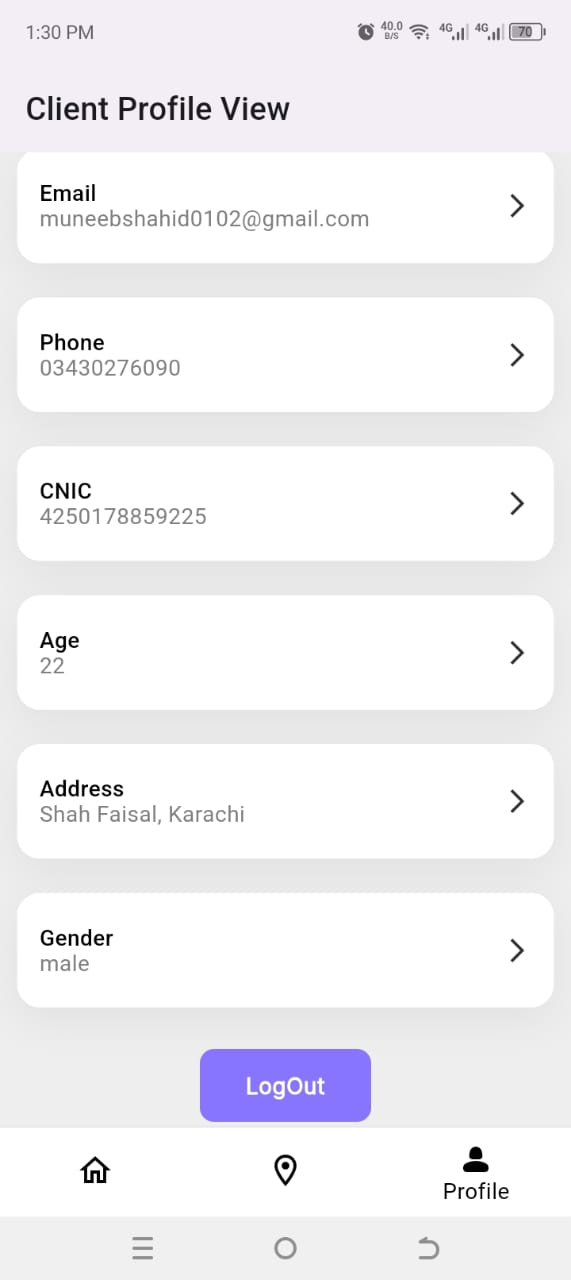 1:30 PM
40.0
B/S
4G
4G
70
Client Profile View
Email
muneebshahid0102@gmail.com
Phone
03430276090
CNIC
4250178859225
Age
22
Address
Shah Faisal, Karachi
Gender
male
LogOut
Profile